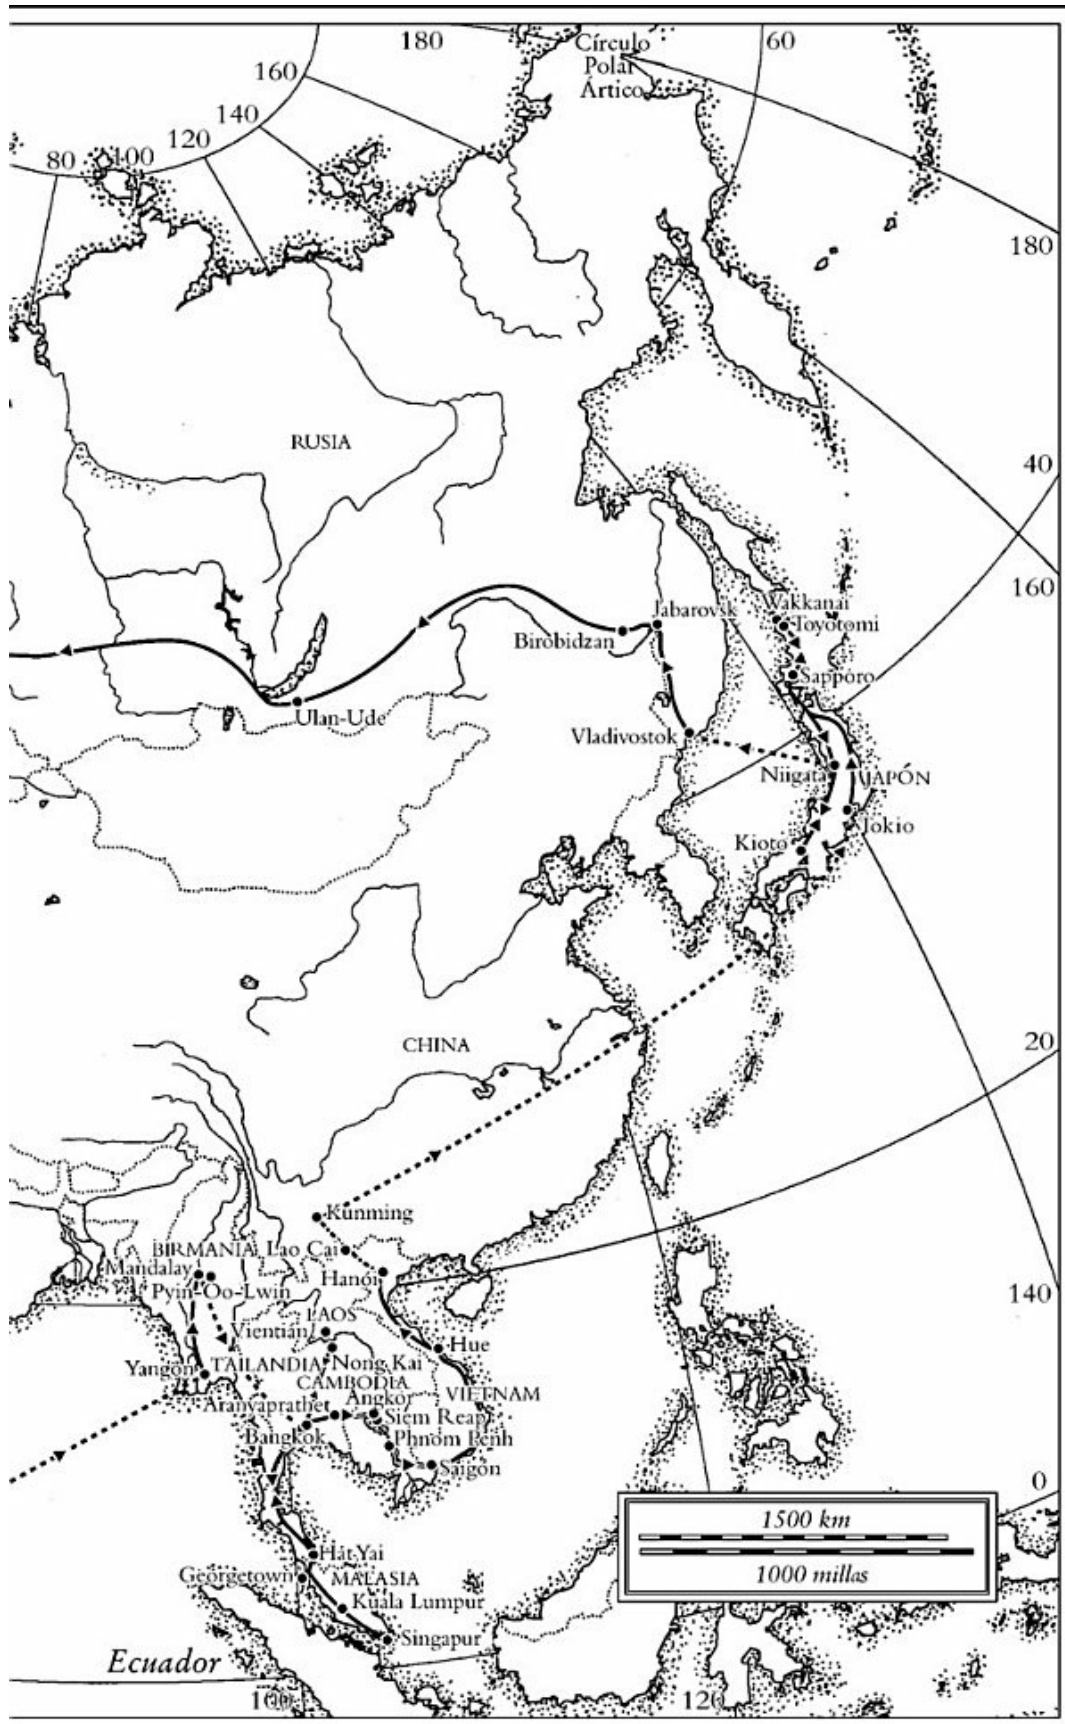 180
60
Círculo
Polar
Ártico
160
140
120
100
80
180
RUSIA
40
160
Jabarovsk
Wakkanai
Toyotomi
Birobidzan
Sapporo
Ulan-Ude
Vladivostok
Niigata
JAPÓN
Tokio
Kioto
CHINA
20
Kunming
BIRMANIA
Lao Cai
Mandalay
Hanói
Pyin-Oo-Lwin
140
LAOS
Vientián
Hue
Yangón
TAILANDIA
Nong Kai
CAMBODIA
VIETNAM
Angkor
Aranyaprathet
Siem Reap
Bangkok
Phnom Penh
Saigón
0
1500 km
1000 millas
Hat Yai
Georgetown
MALASIA
Kuala Lumpur
Singapur
Ecuador
100
120